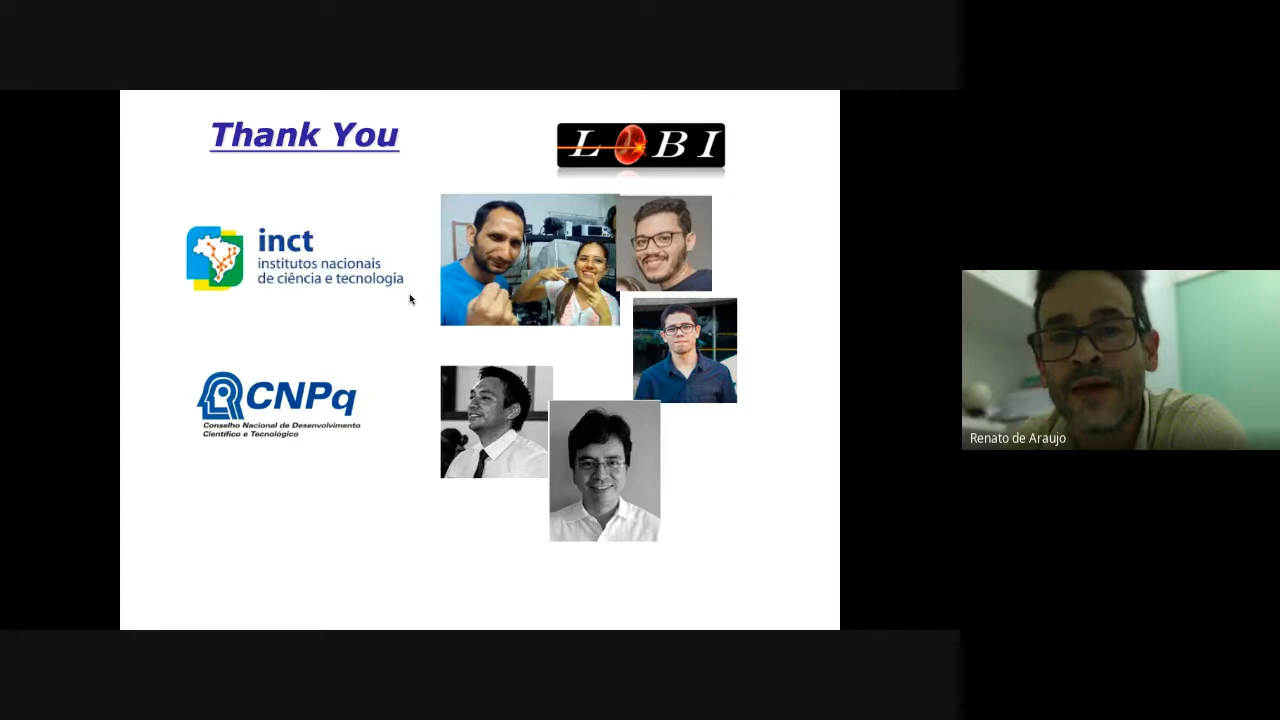 Thank You
LOBI
inct
institutos nacionais
de ciência e tecnologia
CNPq
Conselho Nacional de Desenvolvimento
Científico e Tecnológico
Renato de Araujo